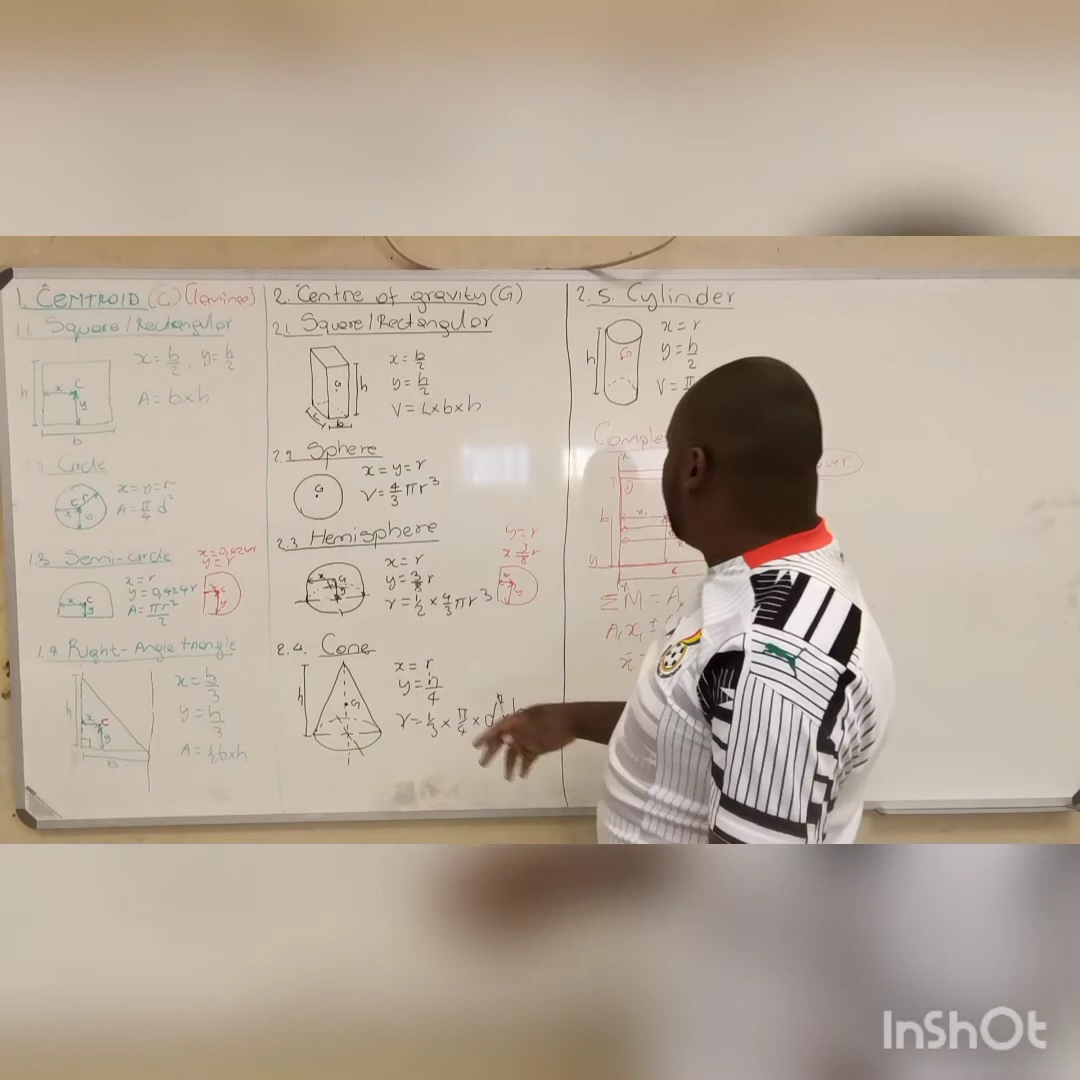 1. CENTROID (C) [laminae]
1.1 Square/Rectangular
x = b/2, y = h/2
A = b×h
h
x
C
y
b
1.2 Circle
x = y = r
A = π/4 d²
C
r
x
1.3 Semi-circle
x = 0,424r
y = r
x = r
y = 0,424r
A = πr²/2
x
C
y
1.4 Right-Angle triangle
x = b/3
y = h/3
A = ½b×h
h
x
C
y
b
2. Centre of gravity (G)
2.1 Square/Rectangular
x = b/2
y = h/2
V = L×b×h
G
h
L
b
2.2 Sphere
x = y = r
V = 4/3 πr³
G
2.3 Hemisphere
x = r
y = 3/8 r
V = 1/2 × 4/3 πr³
x
G
y
y = r
x 3/8 r
2.4. Cone
x = r
y = h/4
V = 1/3 × π/4 × d² × h
h
G
2.5. Cylinder
x = r
y = h/2
V = π
h
G
Comple
ΣM = A
A₁x₁ ±
x̄ =
InShOt